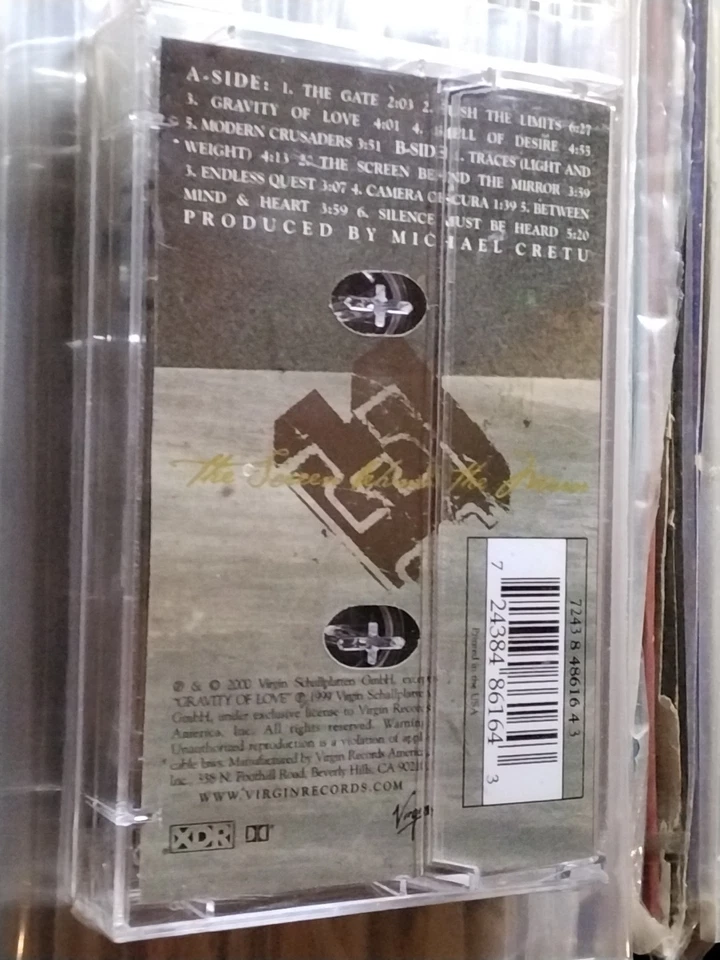 A-SIDE: 1. THE GATE 2:03 2. PUSH THE LIMITS 6:27
3. GRAVITY OF LOVE 4:01 4. SMELL OF DESIRE 4:55
5. MODERN CRUSADERS 3:51 B-SIDE: 1. TRACES (LIGHT AND
WEIGHT) 4:13 2. THE SCREEN BEHIND THE MIRROR 3:59
3. ENDLESS QUEST 3:07 4. CAMERA OBSCURA 1:39 5. BETWEEN
MIND & HEART 3:59 6. SILENCE MUST BE HEARD 5:20
PRODUCED BY MICHAEL CRETU
The Screen behind the Mirror
7243 8 48616 4 3
7 24384 86164 3
Printed in the USA
℗ & © 2000 Virgin Schallplatten GmbH, except
"GRAVITY OF LOVE" ℗ 1999 Virgin Schallplatten
GmbH, under exclusive license to Virgin Records
America, Inc. All rights reserved. Warning:
Unauthorized reproduction is a violation of appli-
cable laws. Manufactured by Virgin Records America,
Inc., 338 N. Foothill Road, Beverly Hills, CA 90210
WWW.VIRGINRECORDS.COM
XDR
Virgin